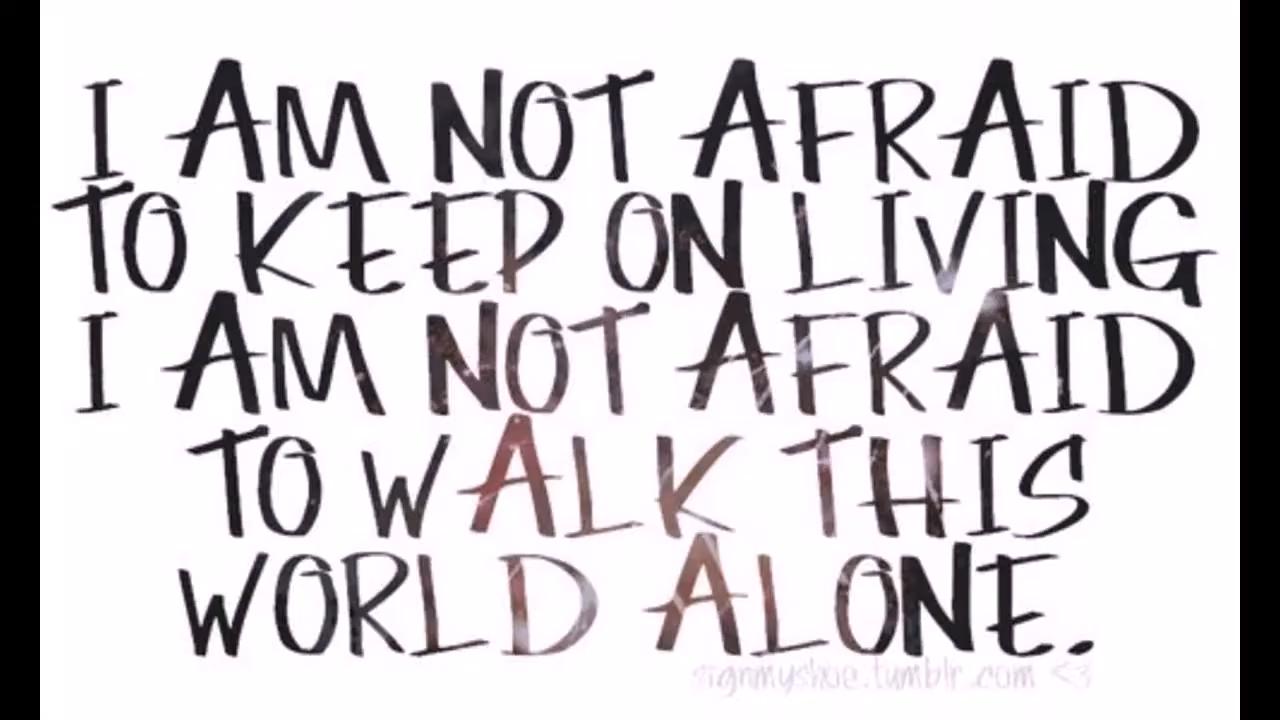 I AM NOT AFRAID
TO KEEP ON LIVING
I AM NOT AFRAID
TO WALK THIS
WORLD ALONE.
signmyshoe.tumblr.com <3